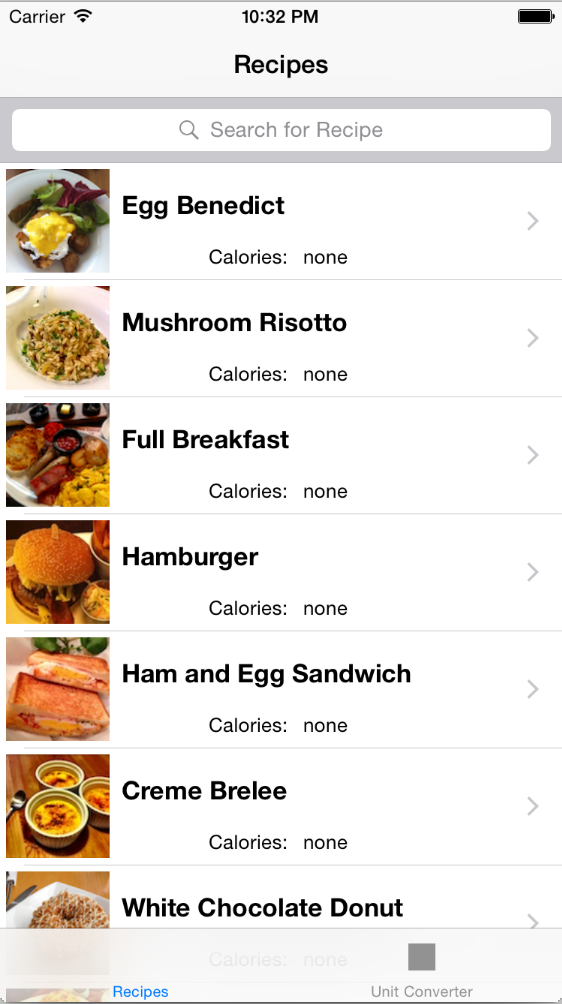 Carrier 10:32 PM
Recipes
Search for Recipe
Egg Benedict
Calories: none
Mushroom Risotto
Calories: none
Full Breakfast
Calories: none
Hamburger
Calories: none
Ham and Egg Sandwich
Calories: none
Creme Brelee
Calories: none
White Chocolate Donut
Calories: none
Recipes Unit Converter